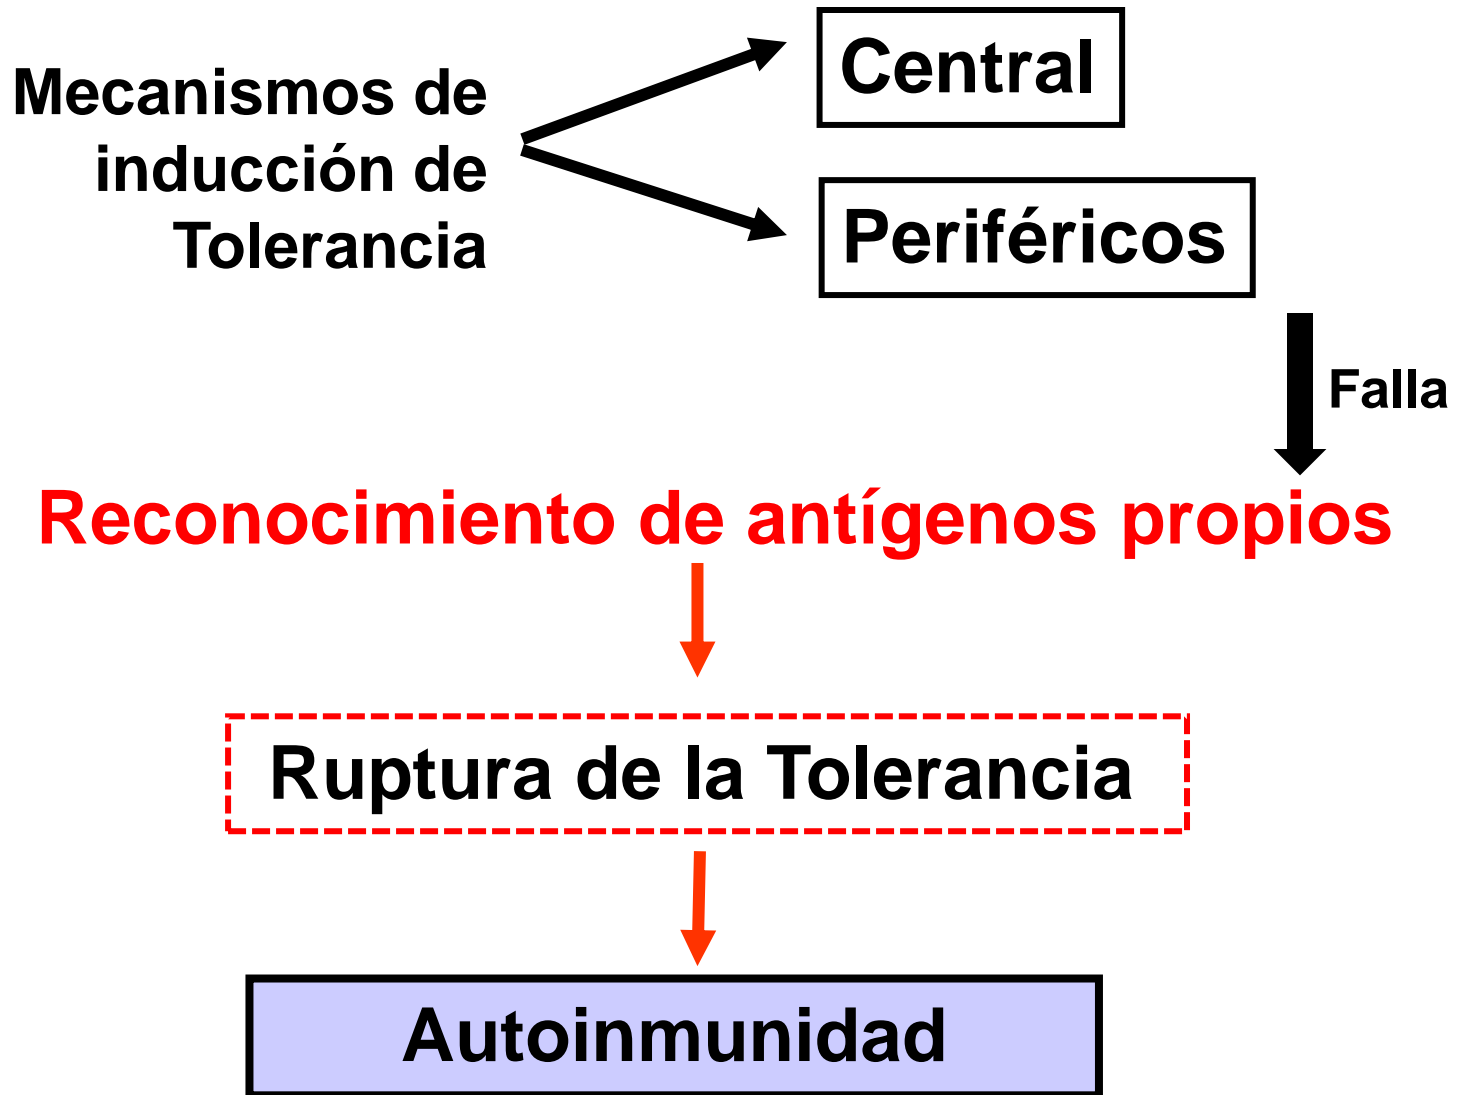 Mecanismos de
inducción de
Tolerancia
Central
Periféricos
Falla
Reconocimiento de antígenos propios
Ruptura de la Tolerancia
Autoinmunidad